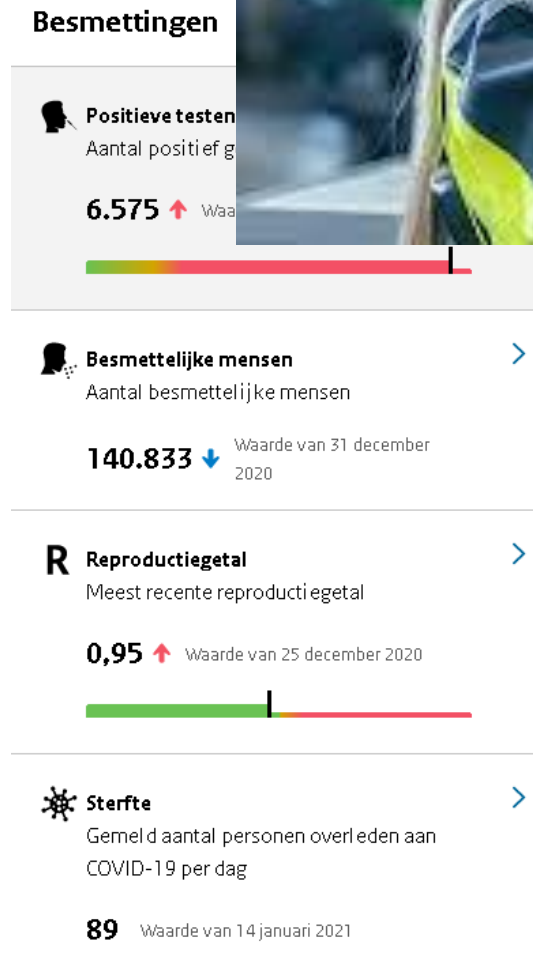 Besmettingen
Positieve testen
Aantal positief g
6.575
Besmettelijke mensen
Aantal besmettelijke mensen
140.833 Waarde van 31 december
2020
R Reproductiegetal
Meest recente reproductiegetal
0,95 Waarde van 25 december 2020
Sterfte
Gemeld aantal personen overleden aan
COVID-19 per dag
89 Waarde van 14 januari 2021